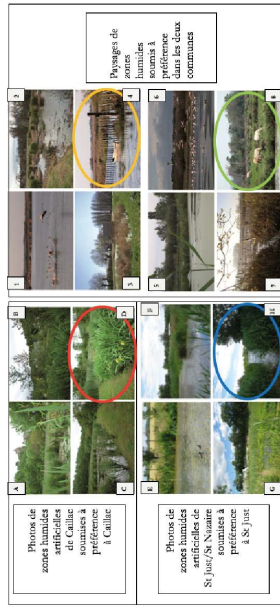 Photos de
zones humides
artificielles
de Caillac
soumises à
préférence
à Caillac
A
B
C
D
Photos de
zones humides
artificielles de
St Just/St Nazaire
soumises à
préférence
à St Just
E
F
G
H
1
2
3
4
5
6
7
8
Paysages de
zones
humides
soumis à
préférence
dans les deux
communes